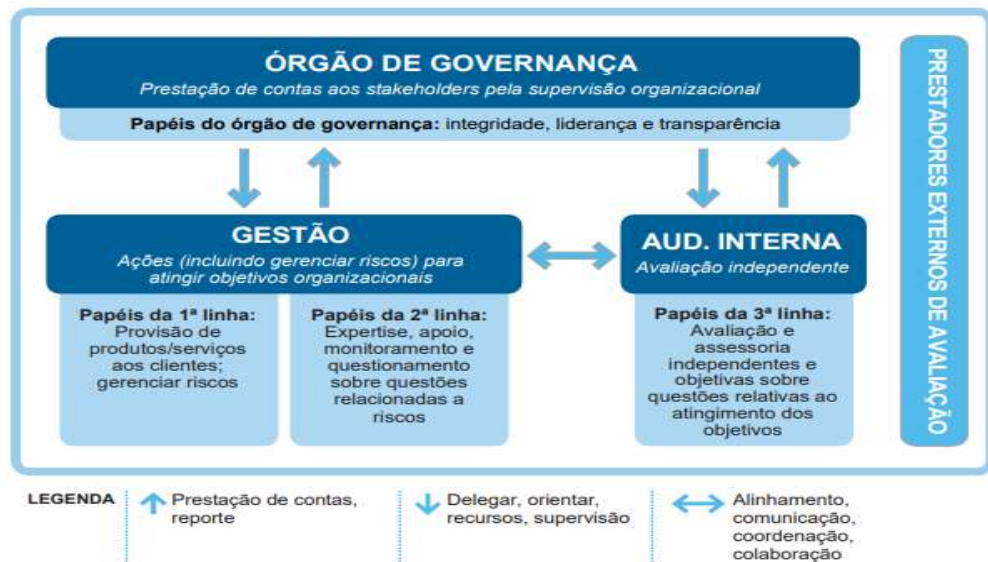 ÓRGÃO DE GOVERNANÇA
Prestação de contas aos stakeholders pela supervisão organizacional
Papéis do órgão de governança: integridade, liderança e transparência
GESTÃO
Ações (incluindo gerenciar riscos) para
atingir objetivos organizacionais
Papéis da 1ª linha:
Provisão de
produtos/serviços
aos clientes;
gerenciar riscos
Papéis da 2ª linha:
Expertise, apoio,
monitoramento e
questionamento
sobre questões
relacionadas a
riscos
AUD. INTERNA
Avaliação independente
Papéis da 3ª linha:
Avaliação e
assessoria
independentes e
objetivas sobre
questões relativas ao
atingimento dos
objetivos
PRESTADORES EXTERNOS DE AVALIAÇÃO
LEGENDA
Prestação de contas,
reporte
Delegar, orientar,
recursos, supervisão
Alinhamento,
comunicação,
coordenação,
colaboração